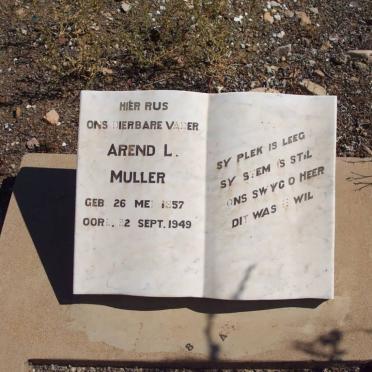 HIER RUS
ONS DIERBARE VADER
AREND L.
MULLER
GEB 26 MEI 1857
OORL. 12 SEPT. 1949
SY PLEK IS LEEG
SY STEM IS STIL
ONS SWYG O HEER
DIT WAS U WIL